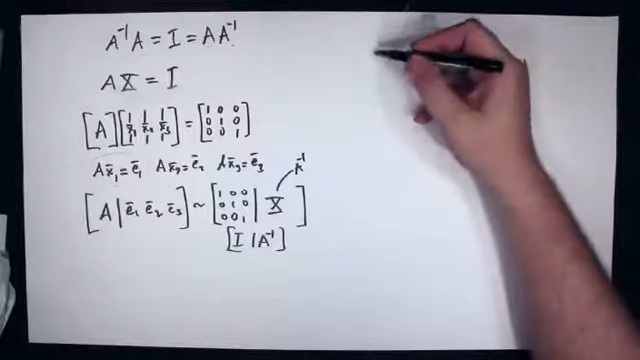 A⁻¹A = I = AA⁻¹
AX = I
[A][x̄₁ x̄₂ x̄₃] = [1 0 0; 0 1 0; 0 0 1]
Ax̄₁ = ē₁ Ax̄₂ = ē₂ Ax̄₃ = ē₃ A⁻¹
[A | ē₁ ē₂ ē₃] ~ [1 0 0; 0 1 0; 0 0 1 | X]
[I | A⁻¹]